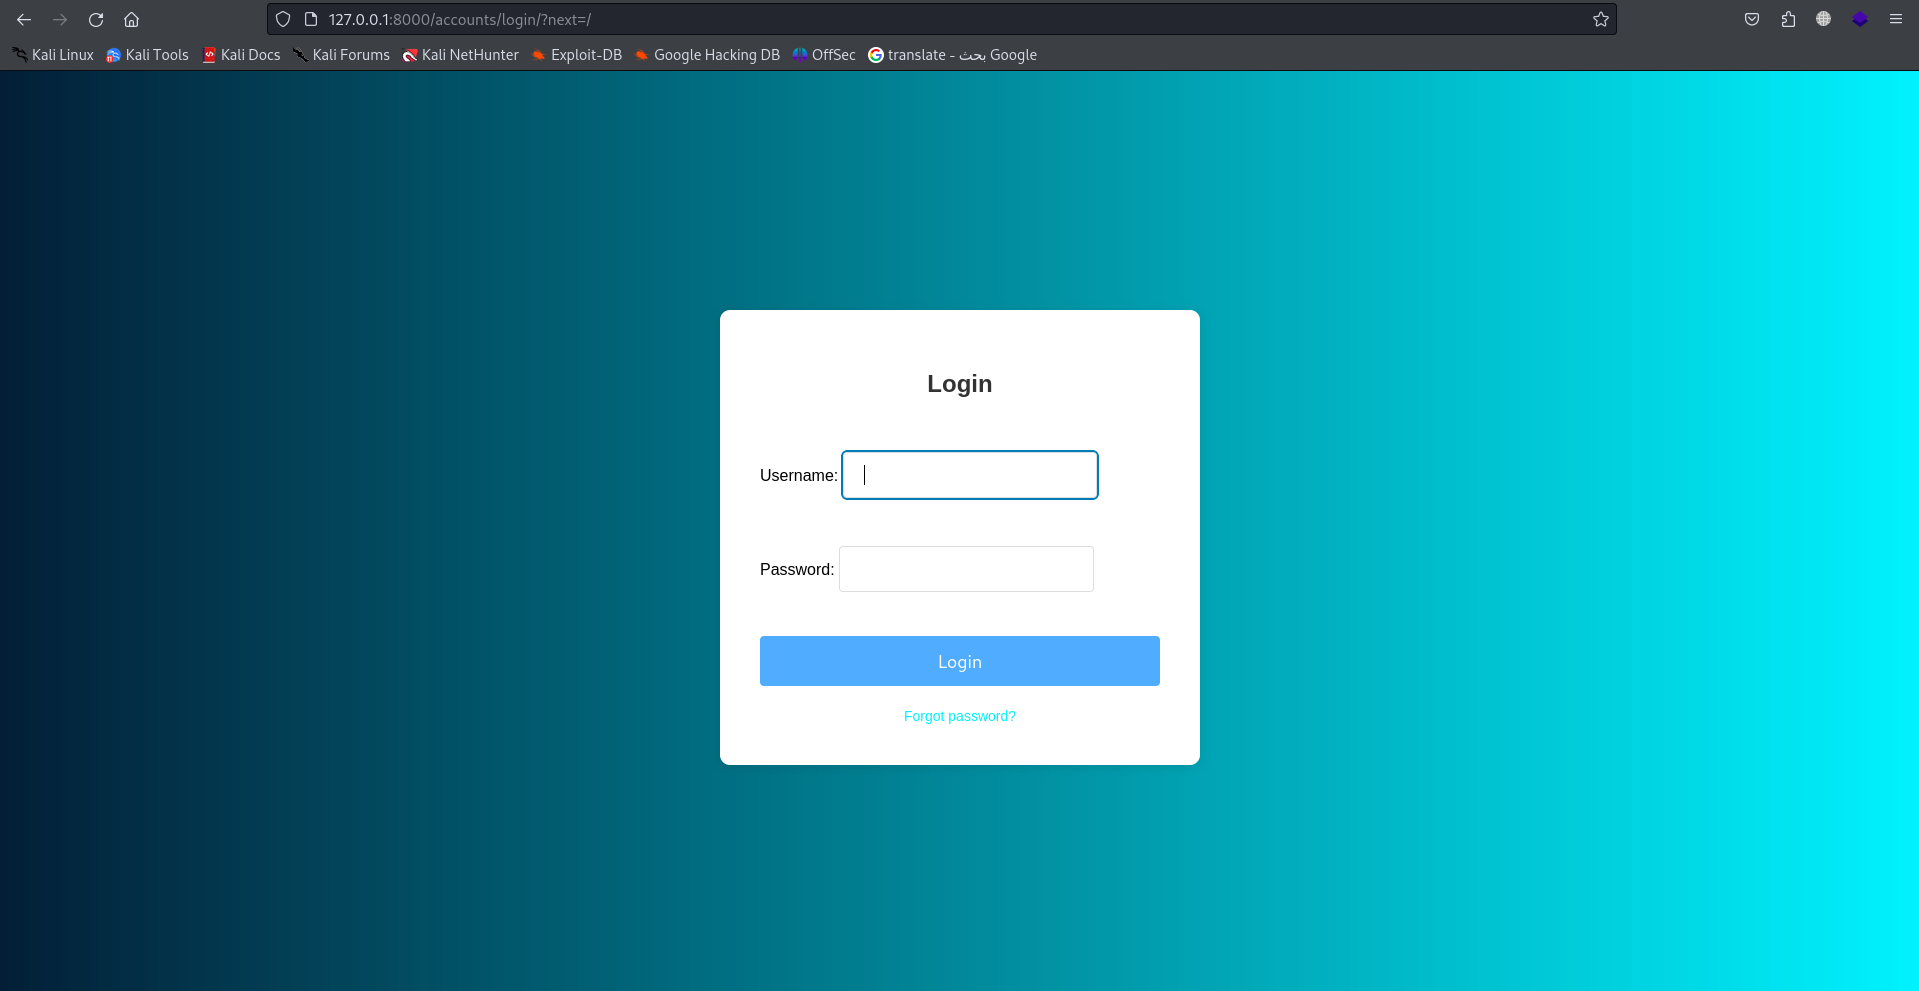 127.0.0.1:8000/accounts/login/?next=/
Kali Linux Kali Tools Kali Docs Kali Forums Kali NetHunter Exploit-DB Google Hacking DB OffSec translate - بحث Google
Login
Username:
Password:
Login
Forgot password?